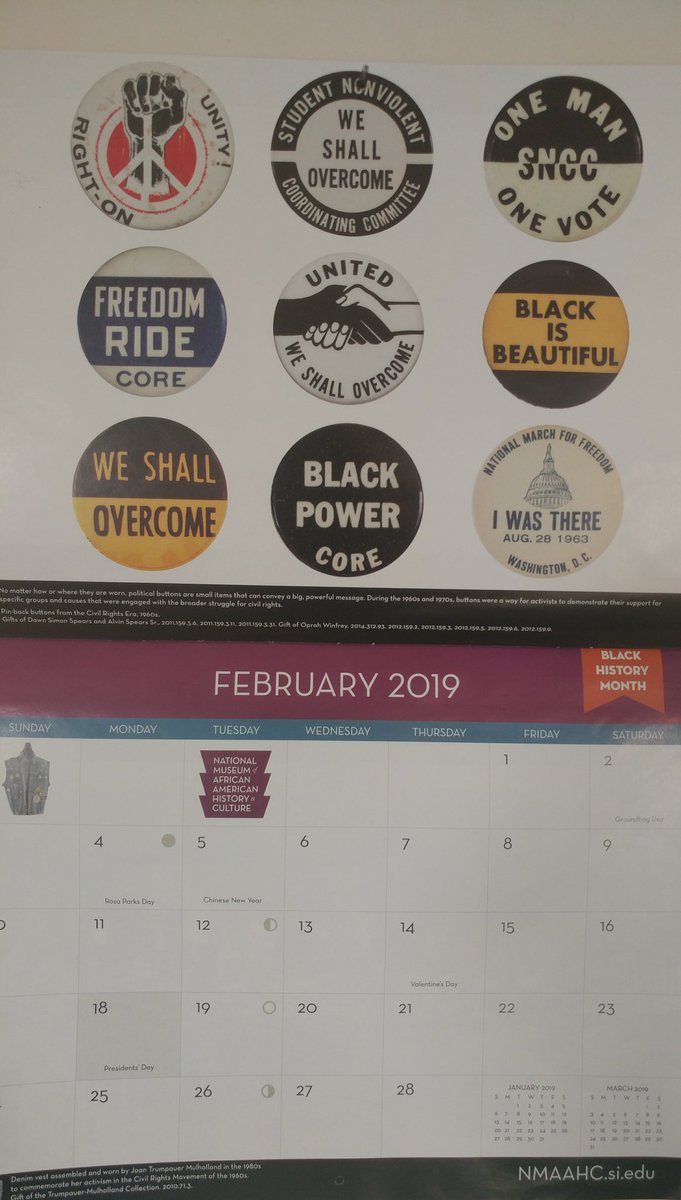 RIGHT-ON UNITY!
STUDENT NONVIOLENT
WE
SHALL
OVERCOME
COORDINATING COMMITTEE
ONE MAN
SNCC
ONE VOTE
FREEDOM
RIDE
CORE
UNITED
WE SHALL OVERCOME
BLACK
IS
BEAUTIFUL
WE SHALL
OVERCOME
BLACK
POWER
CORE
NATIONAL MARCH FOR FREEDOM
I WAS THERE
AUG. 28 1963
WASHINGTON, D.C.
No matter how or where they are worn, political buttons are small items that can convey a big, powerful message. During the 1960s and 1970s, buttons were a way for activists to demonstrate their support for
specific groups and causes that were engaged with the broader struggle for civil rights.
Pin-back buttons from the Civil Rights Era, 1960s.
Gifts of Dawn Simon Spears and Alvin Spears Sr., 2011.159.3.6, 2011.159.3.11, 2011.159.3.31. Gift of Oprah Winfrey, 2014.312.93, 2012.159.2, 2012.159.3, 2012.159.5, 2012.159.6, 2012.159.9.
BLACK
HISTORY
MONTH
FEBRUARY 2019
SUNDAY MONDAY TUESDAY WEDNESDAY THURSDAY FRIDAY SATURDAY
NATIONAL
MUSEUM of
AFRICAN
AMERICAN
HISTORY &
CULTURE
1 2
Groundhog Day
4 5 6 7 8 9
Rosa Parks Day Chinese New Year
11 12 13 14 15 16
Valentine's Day
18 19 20 21 22 23
Presidents' Day
25 26 27 28
JANUARY 2019
S M T W T F S
1 2 3 4 5
6 7 8 9 10 11 12
13 14 15 16 17 18 19
20 21 22 23 24 25 26
27 28 29 30 31
MARCH 2019
S M T W T F S
1 2
3 4 5 6 7 8 9
10 11 12 13 14 15 16
17 18 19 20 21 22 23
Denim vest assembled and worn by Joan Trumpauer Mulholland in the 1980s
to commemorate her activism in the Civil Rights Movement of the 1960s.
Gift of the Trumpauer-Mulholland Collection. 2010.71.3.
NMAAHC.si.edu